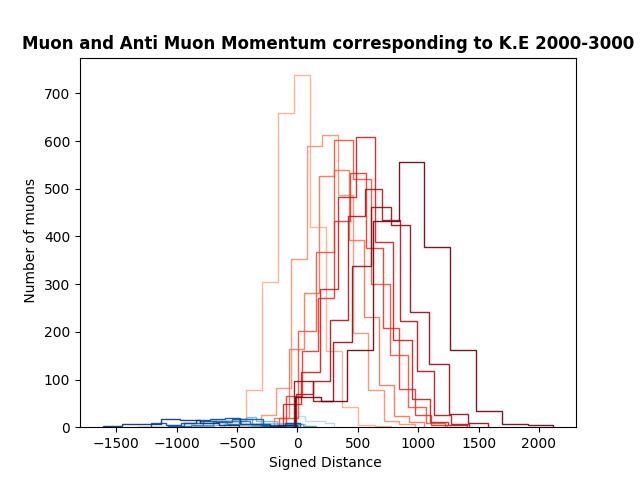 Muon and Anti Muon Momentum corresponding to K.E 2000-3000
700
600
500
400
300
200
100
0
Number of muons
−1500 −1000 −500 0 500 1000 1500 2000
Signed Distance